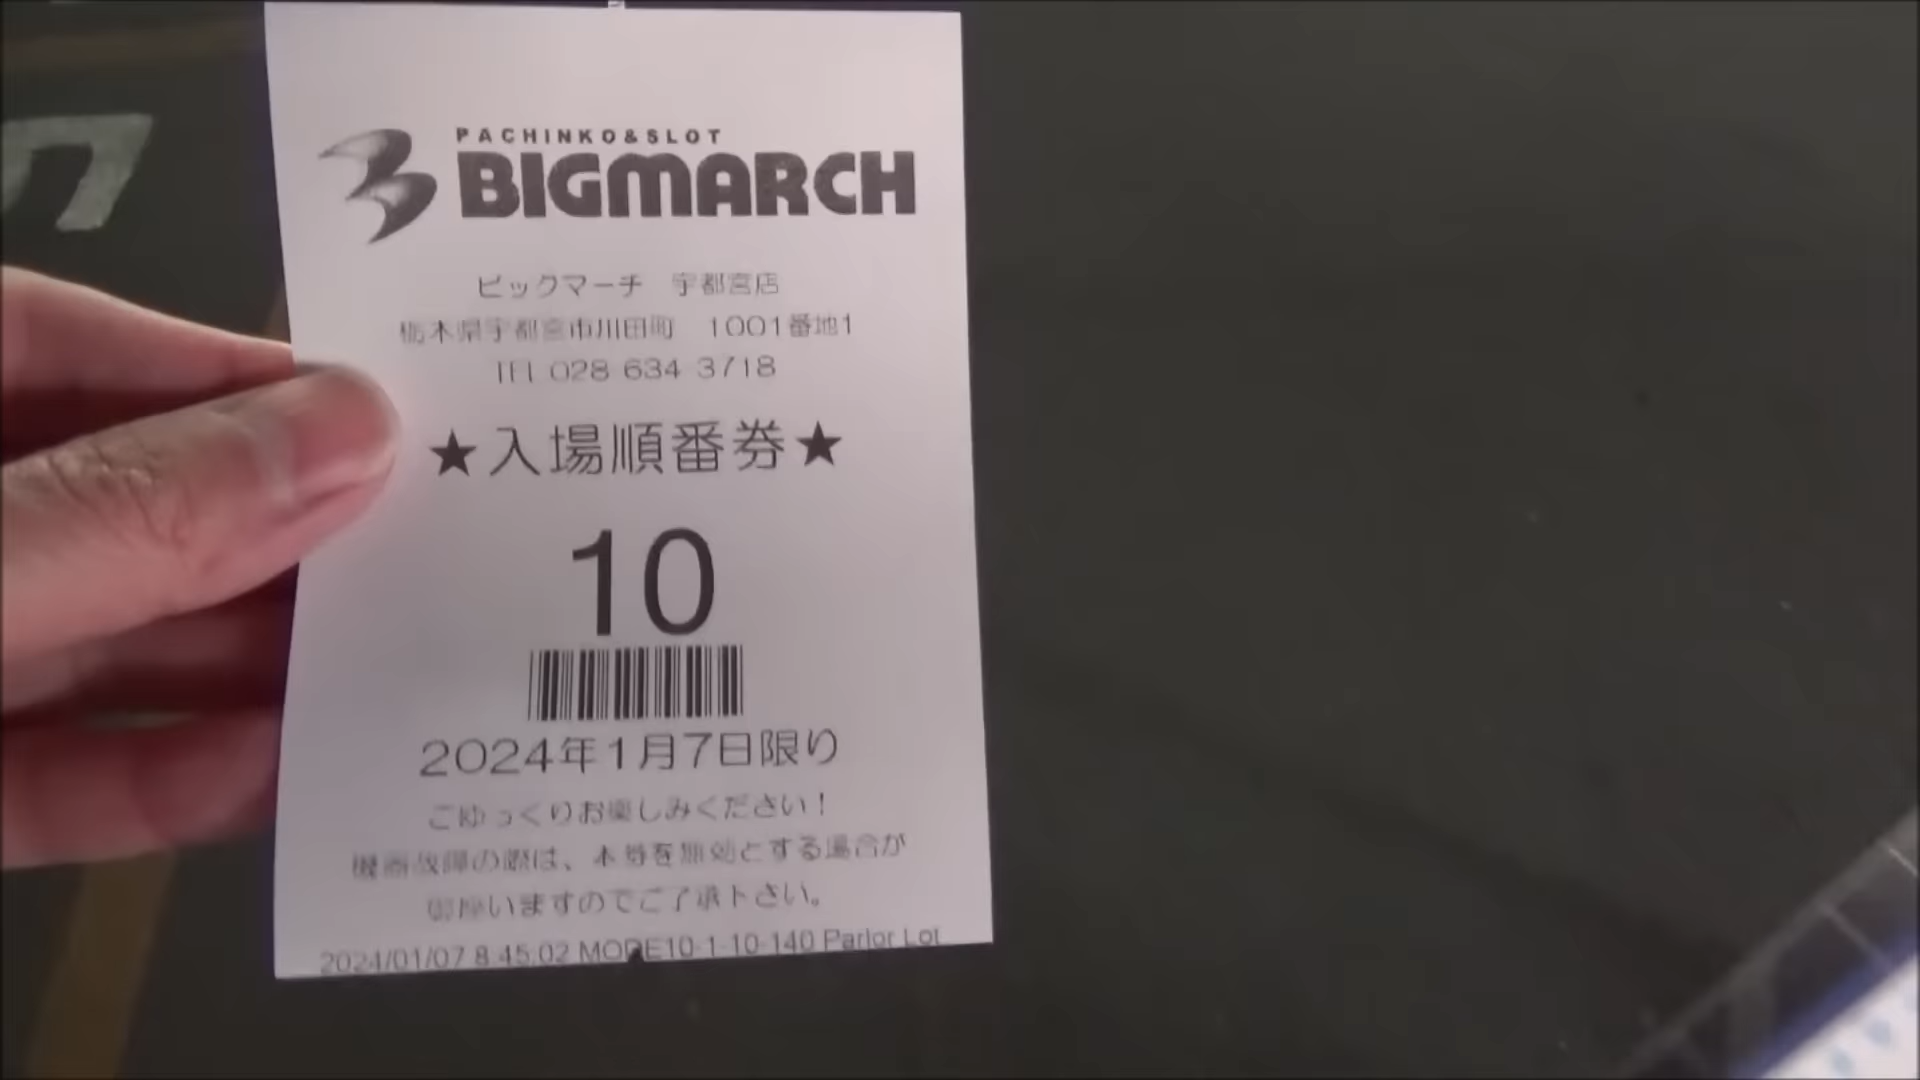 PACHINKO&SLOT
BIGMARCH
ビックマーチ 宇都宮店
栃木県宇都宮市川田町 1001番地1
TEL 028 634 3718
★入場順番券★
10
2024年1月7日限り
ごゆっくりお楽しみください!
機器故障の際は、本券を無効とする場合が
御座いますのでご了承下さい。
2024/01/07 8:45:02 MODE10-1-10-140 Parlor Lot